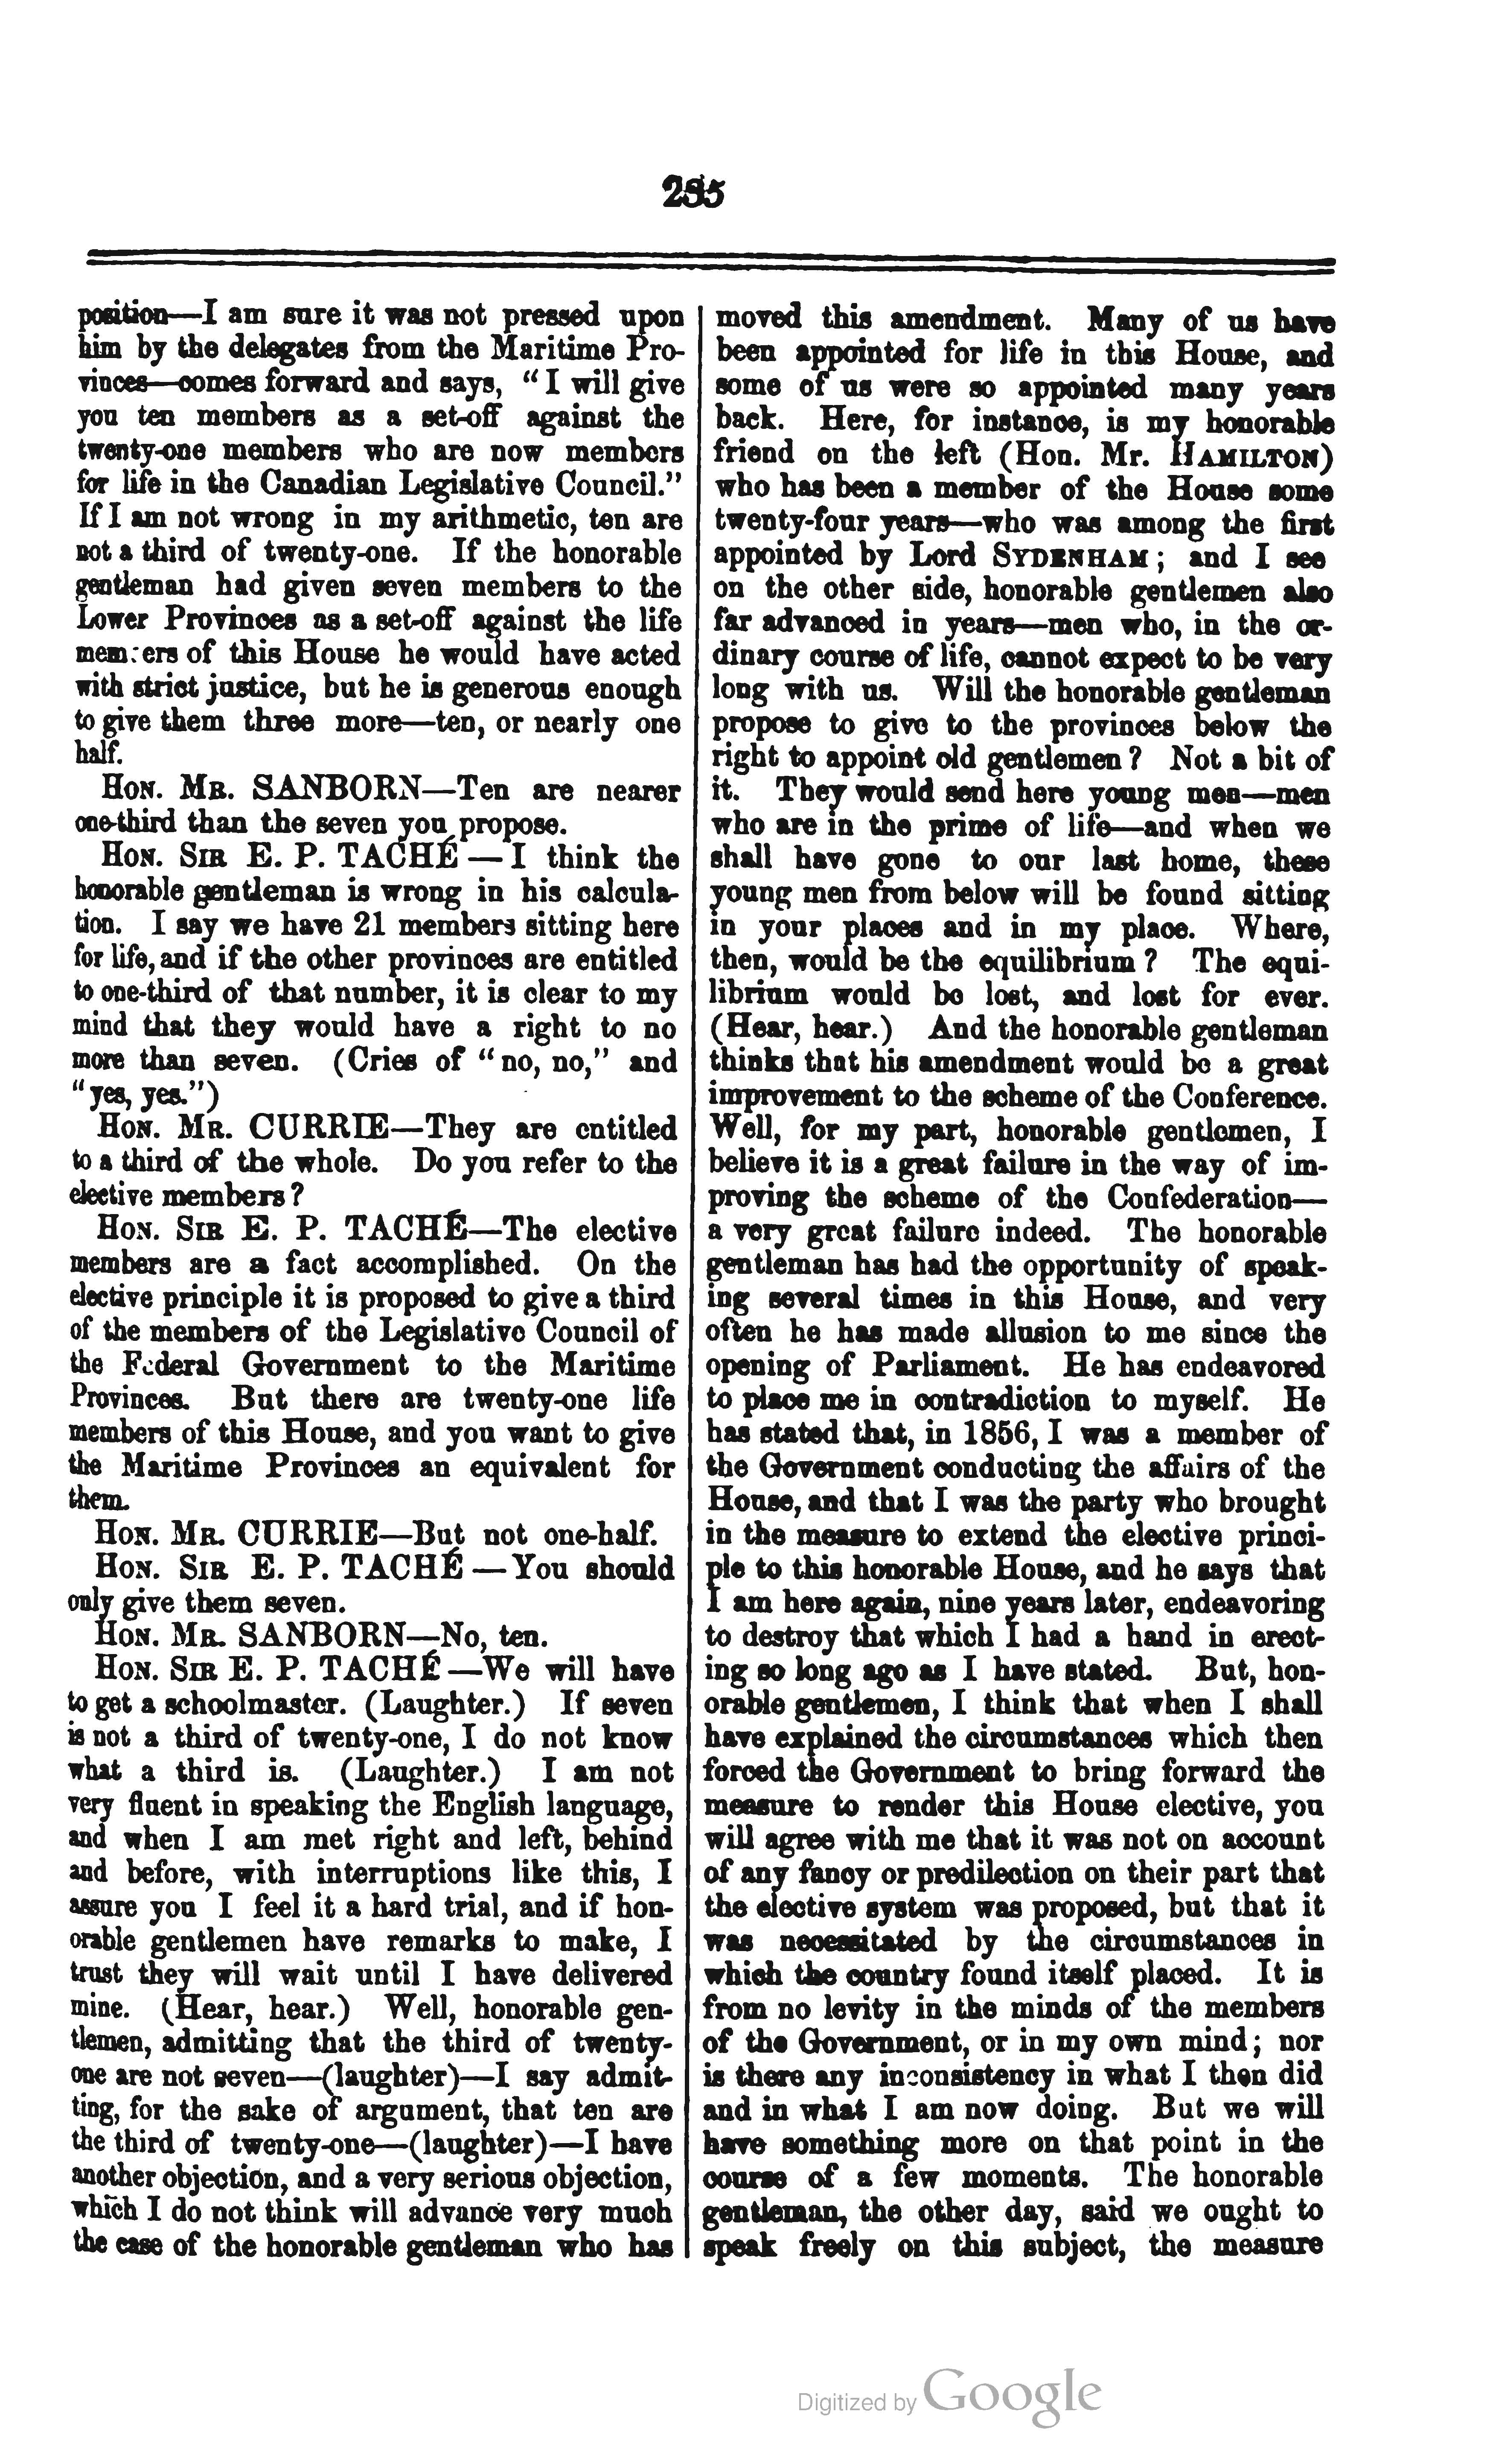 235
position—I am sure it was not pressed upon
him by the delegates from the Maritime Pro-
vinces—comes forward and says, "I will give
you ten members as a set-off against the
twenty-one members who are now members
for life in the Canadian Legislative Council."
If I am not wrong in my arithmetic, ten are
not a third of twenty-one. If the honorable
gentleman had given seven members to the
Lower Provinces as a set-off against the life
mem:ers of this House he would have acted
with strict justice, but he is generous enough
to give them three more—ten, or nearly one
half.
HON. MR. SANBORN—Ten are nearer
one-third than the seven you propose.
HON. SIR E. P. TACHÉ—I think the
honorable gentleman is wrong in his calcula-
tion. I say we have 21 members sitting here
for life, and if the other provinces are entitled
to one-third of that number, it is clear to my
mind that they would have a right to no
more than seven. (Cries of "no, no," and
"yes, yes.")
HON. MR. CURRIE—They are entitled
to a third of the whole. Do you refer to the
elective members?
HON. SIR E. P. TACHÉ—The elective
members are a fact accomplished. On the
elective principle it is proposed to give a third
of the members of the Legislative Council of
the Federal Government to the Maritime
Provinces. But there are twenty-one life
members of this House, and you want to give
the Maritime Provinces an equivalent for
them.
HON. MR. CURRIE—But not one-half.
HON. SIR E. P. TACHÉ—You should
only give them seven.
HON. MR. SANBORN—No, ten.
HON. SIR E. P. TACHÉ—We will have
to get a schoolmaster. (Laughter.) If seven
is not a third of twenty-one, I do not know
what a third is. (Laughter.) I am not
very fluent in speaking the English language,
and when I am met right and left, behind
and before, with interruptions like this, I
assure you I feel it a hard trial, and if hon-
orable gentlemen have remarks to make, I
trust they will wait until I have delivered
mine. (Hear, hear.) Well, honorable gen-
tlemen, admitting that the third of twenty-
one are not seven—(laughter)—I say admit-
ting, for the sake of argument, that ten are
the third of twenty-one—(laughter)—I have
another objection, and a very serious objection,
which I do not think will advance very much
the case of the honorable gentleman who has
moved this amendment. Many of us have
been appointed for life in this House, and
some of us were so appointed many years
back. Here, for instance, is my honorable
friend on the left (Hon. Mr. HAMILTON)
who has been a member of the House some
twenty-four years—who was among the first
appointed by Lord SYDENHAM; and I see
on the other side, honorable gentlemen also
far advanced in years—men who, in the or-
dinary course of life, cannot expect to be very
long with us. Will the honorable gentleman
propose to give to the provinces below the
right to appoint old gentlemen? Not a bit of
it. They would send here young men—men
who are in the prime of life—and when we
shall have gone to our last home, these
young men from below will be found sitting
in your places and in my place. Where,
then, would be the equilibrium? The equi-
librium would be lost, and lost for ever.
(Hear, hear.) And the honorable gentleman
thinks that his amendment would be a great
improvement to the scheme of the Conference.
Well, for my part, honorable gentlemen, I
believe it is a great failure in the way of im-
proving the scheme of the Confederation—
a very great failure indeed. The honorable
gentleman has had the opportunity of speak-
ing several times in this House, and very
often he has made allusion to me since the
opening of Parliament. He has endeavored
to place me in contradiction to myself. He
has stated that, in 1856, I was a member of
the Government conducting the affairs of the
House, and that I was the party who brought
in the measure to extend the elective princi-
ple to this honorable House, and he says that
I am here again, nine years later, endeavoring
to destroy that which I had a hand in erect-
ing so long ago as I have stated. But, hon-
orable gentlemen, I think that when I shall
have explained the circumstances which then
forced the Government to bring forward the
measure to render this House elective, you
will agree with me that it was not on account
of any fancy or predilection on their part that
the elective system was proposed, but that it
was necessitated by the circumstances in
which the country found itself placed. It is
from no levity in the minds of the members
of the Government, or in my own mind; nor
is there any inconsistency in what I then did
and in what I am now doing. But we will
have something more on that point in the
course of a few moments. The honorable
gentleman, the other day, said we ought to
speak freely on this subject, the measure
Digitized by Google